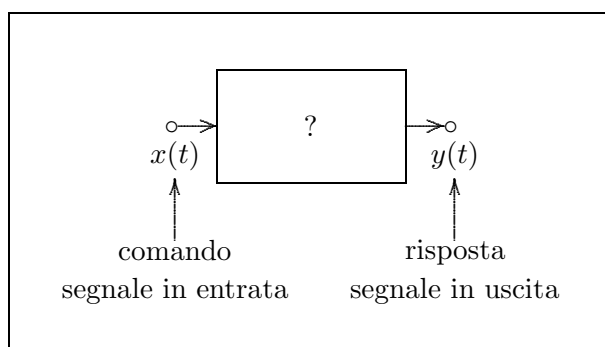 ?
x(t) y(t)
comando risposta
segnale in entrata segnale in uscita